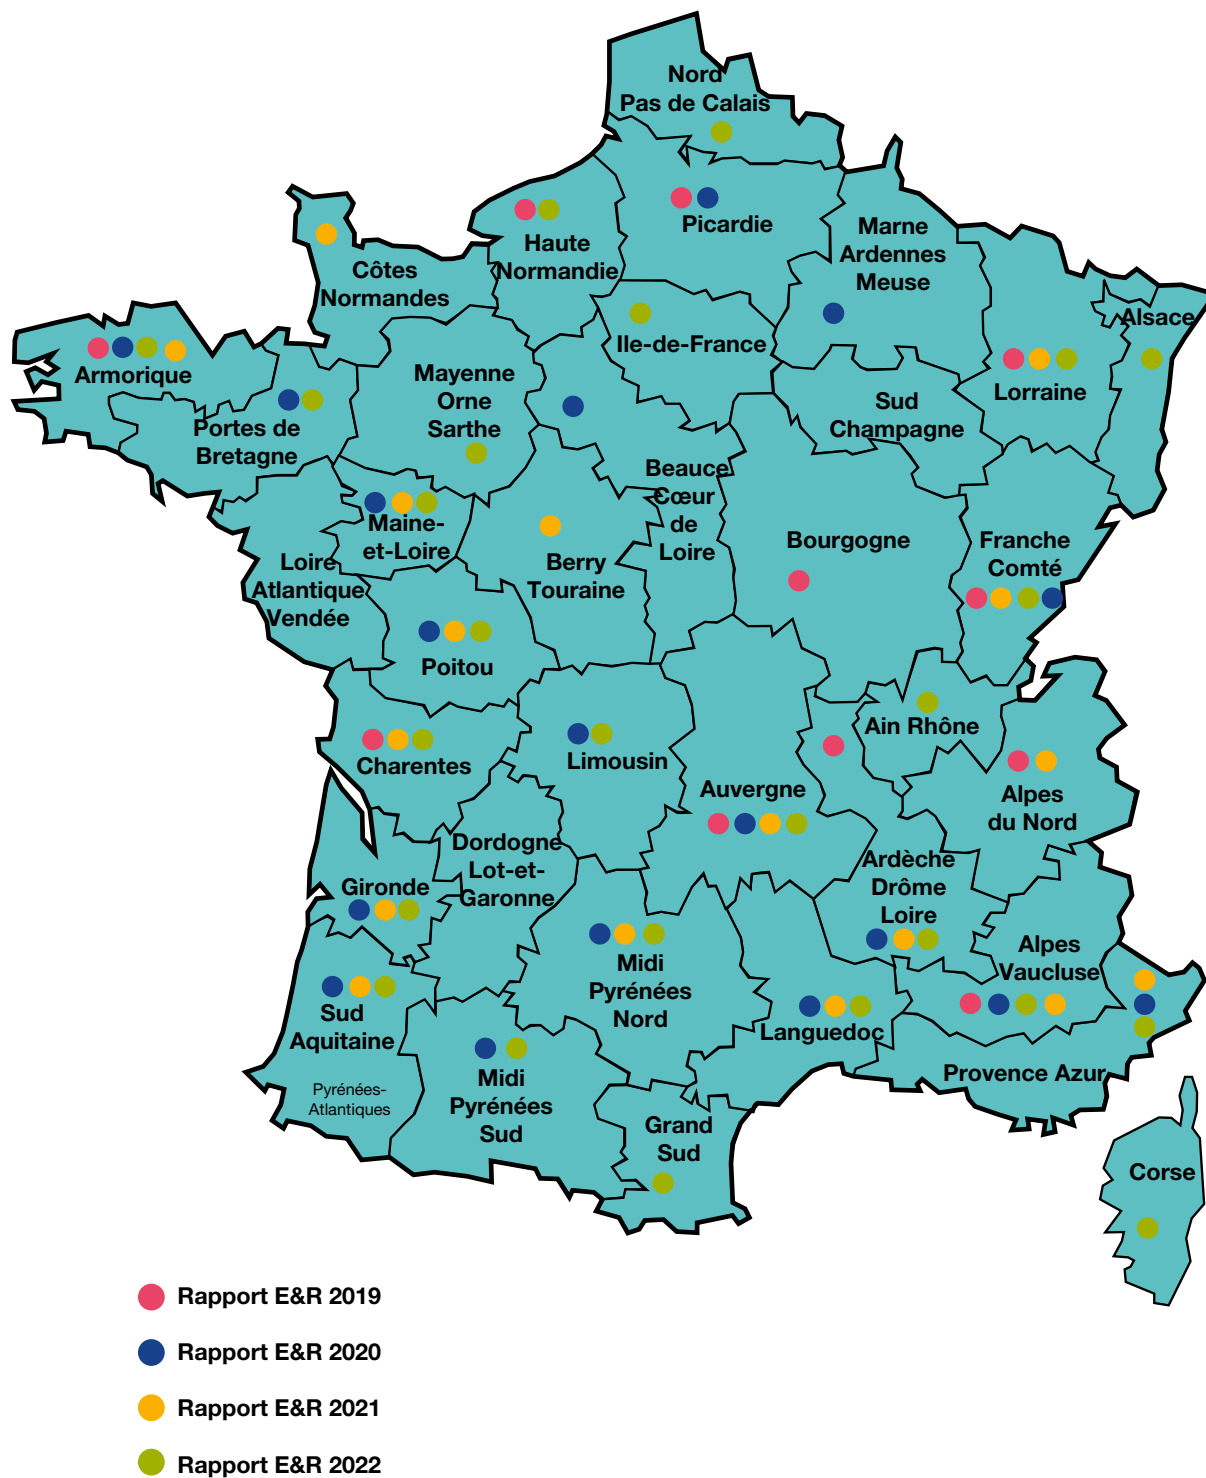 Nord
Pas de Calais
Picardie
Haute
Normandie
Marne
Ardennes
Meuse
Côtes
Normandes
Alsace
Ile-de-France
Armorique
Mayenne
Orne
Sarthe
Lorraine
Sud
Champagne
Portes de
Bretagne
Beauce
Cœur
de
Loire
Maine-
et-Loire
Bourgogne
Franche
Comté
Loire
Atlantique
Vendée
Berry
Touraine
Poitou
Ain Rhône
Charentes
Limousin
Auvergne
Alpes
du Nord
Dordogne
Lot-et-
Garonne
Ardèche
Drôme
Loire
Gironde
Alpes
Vaucluse
Midi
Pyrénées
Nord
Sud
Aquitaine
Languedoc
Provence Azur
Pyrénées-
Atlantiques
Midi
Pyrénées
Sud
Grand
Sud
Corse
Rapport E&R 2019
Rapport E&R 2020
Rapport E&R 2021
Rapport E&R 2022